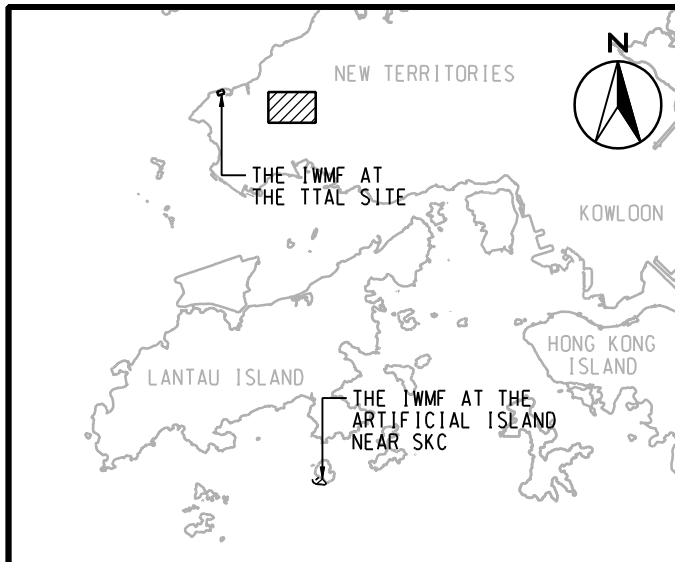 N
NEW TERRITORIES
THE IWMF AT
THE TTAL SITE
KOWLOON
HONG KONG
ISLAND
LANTAU ISLAND
THE IWMF AT THE
ARTIFICIAL ISLAND
NEAR SKC